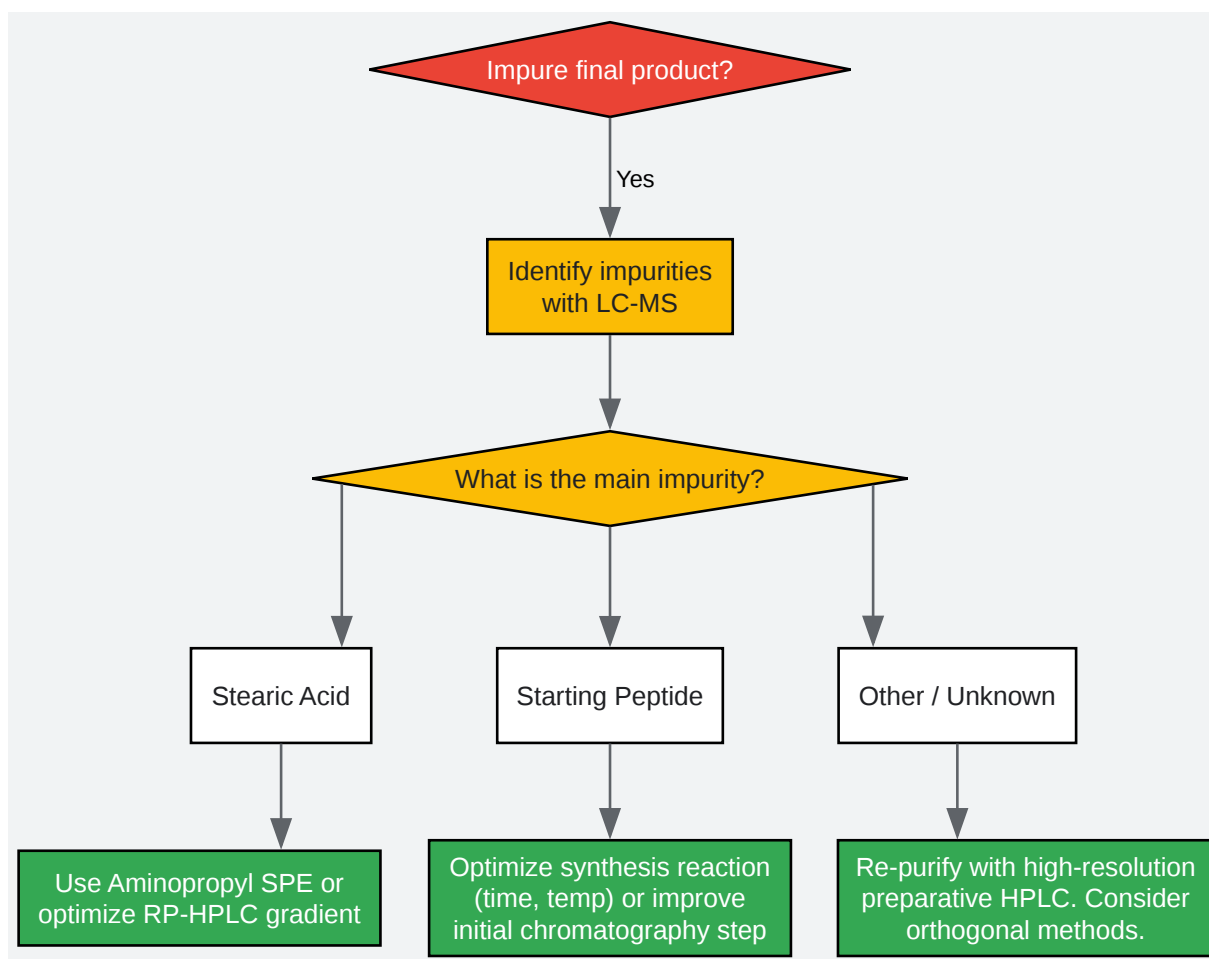 Impure final product?
Yes
Identify impurities
with LC-MS
What is the main impurity?
Stearic Acid
Starting Peptide
Other / Unknown
Use Aminopropyl SPE or
optimize RP-HPLC gradient
Optimize synthesis reaction
(time, temp) or improve
initial chromatography step
Re-purify with high-resolution
preparative HPLC. Consider
orthogonal methods.